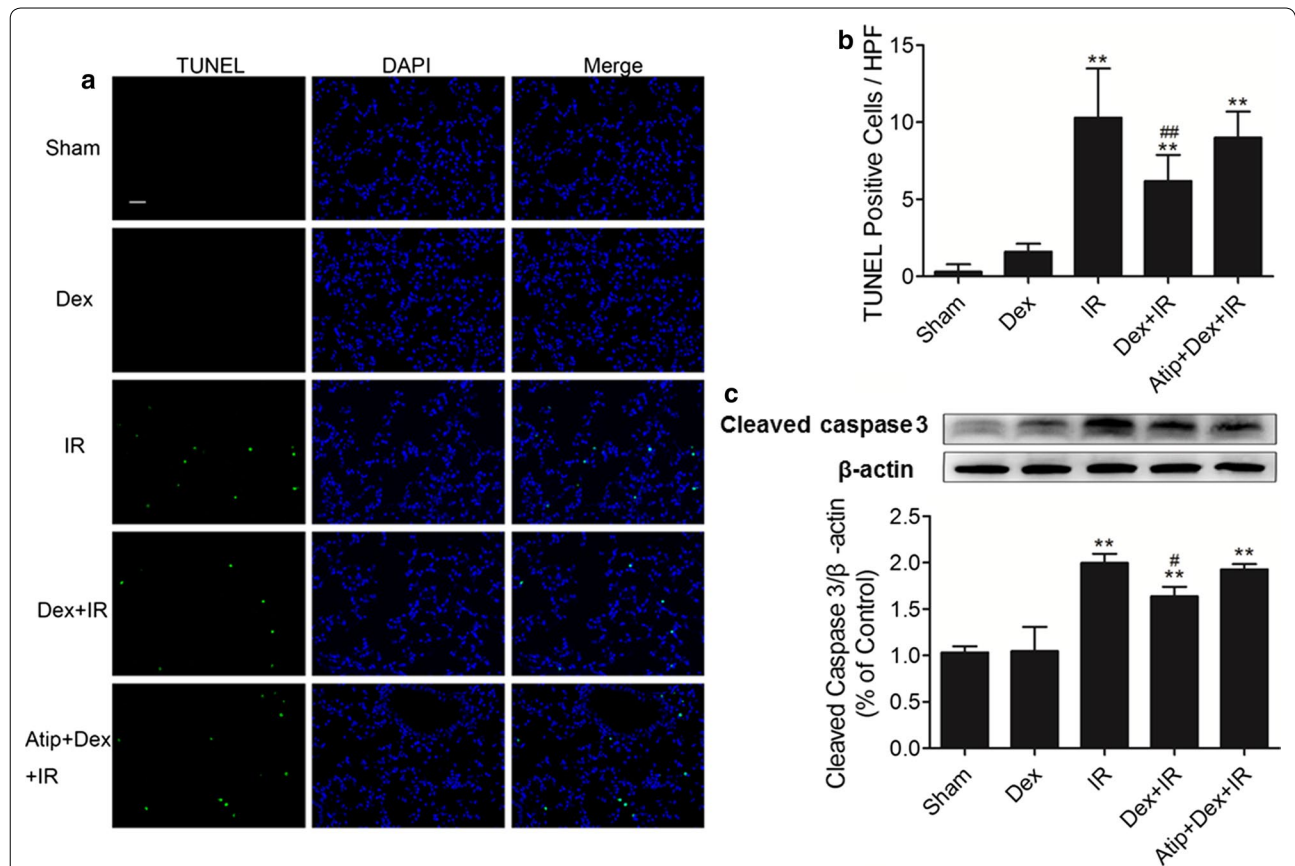 a
TUNEL DAPI Merge
Sham
Dex
IR
Dex+IR
Atip+Dex
+IR
b
TUNEL Positive Cells / HPF
15
10
5
0
**
##
**
**
Sham Dex IR Dex+IR Atip+Dex+IR
c
Cleaved caspase 3
β-actin
Cleaved Caspase 3/β -actin
(% of Control)
2.5
2.0
1.5
1.0
0.5
0.0
**
#
**
**
Sham Dex IR Dex+IR Atip+Dex+IR